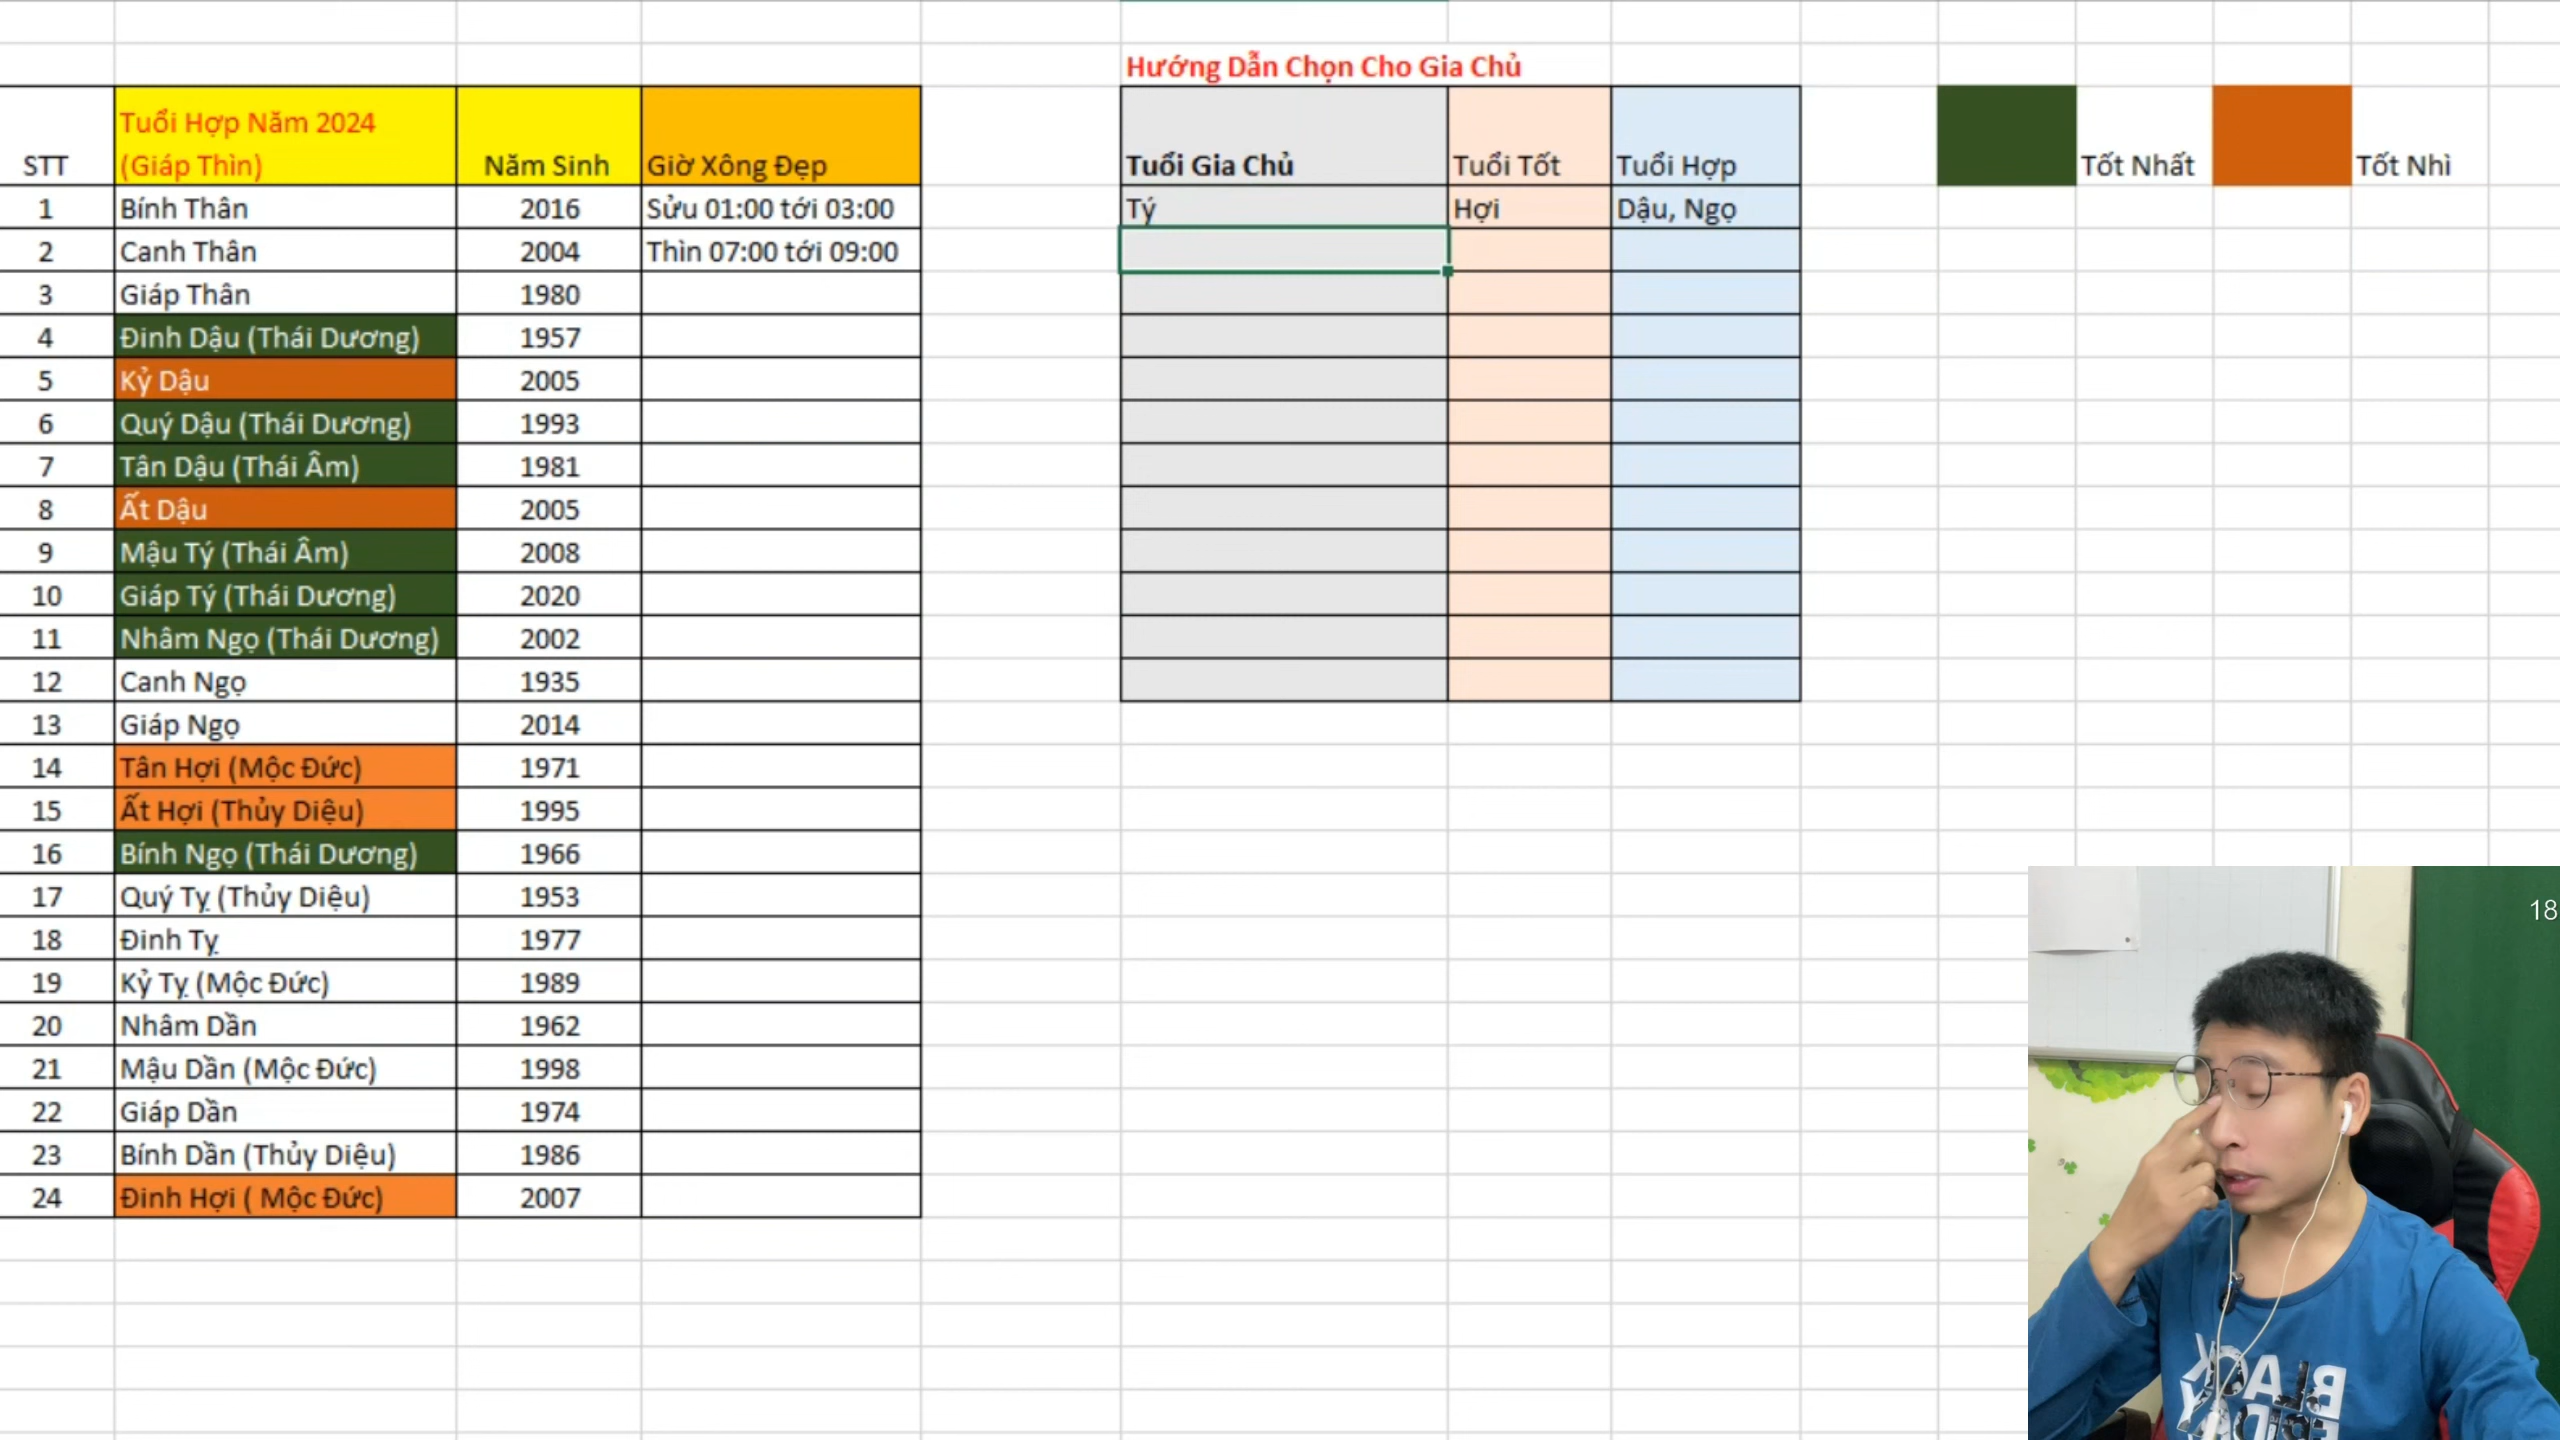 Hướng Dẫn Chọn Cho Gia Chủ
STT Tuổi Hợp Năm 2024 (Giáp Thìn) Năm Sinh Giờ Xông Đẹp
1 Bính Thân 2016 Sửu 01:00 tới 03:00
2 Canh Thân 2004 Thìn 07:00 tới 09:00
3 Giáp Thân 1980
4 Đinh Dậu (Thái Dương) 1957
5 Kỷ Dậu 2005
6 Quý Dậu (Thái Dương) 1993
7 Tân Dậu (Thái Âm) 1981
8 Ất Dậu 2005
9 Mậu Tý (Thái Âm) 2008
10 Giáp Tý (Thái Dương) 2020
11 Nhâm Ngọ (Thái Dương) 2002
12 Canh Ngọ 1935
13 Giáp Ngọ 2014
14 Tân Hợi (Mộc Đức) 1971
15 Ất Hợi (Thủy Diệu) 1995
16 Bính Ngọ (Thái Dương) 1966
17 Quý Tỵ (Thủy Diệu) 1953
18 Đinh Tỵ 1977
19 Kỷ Tỵ (Mộc Đức) 1989
20 Nhâm Dần 1962
21 Mậu Dần (Mộc Đức) 1998
22 Giáp Dần 1974
23 Bính Dần (Thủy Diệu) 1986
24 Đinh Hợi ( Mộc Đức) 2007
Tuổi Gia Chủ Tuổi Tốt Tuổi Hợp
Tý Hợi Dậu, Ngọ
Tốt Nhất Tốt Nhì
18